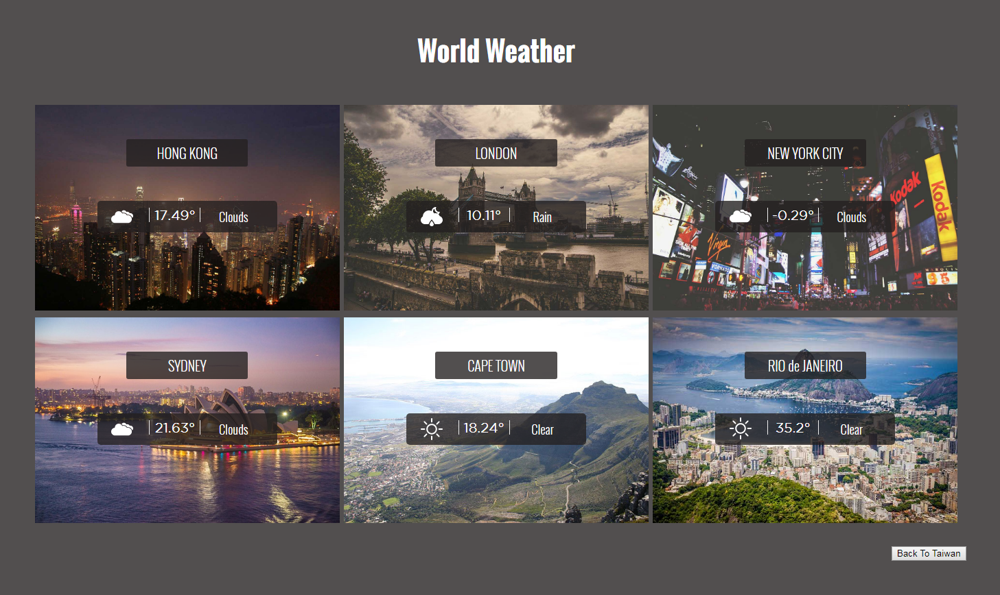 World Weather
HONG KONG
17.49°
Clouds
LONDON
10.11°
Rain
NEW YORK CITY
-0.29°
Clouds
Kodak
Kodak
Virgin
VORNADO
SYDNEY
21.63°
Clouds
CAPE TOWN
18.24°
Clear
RIO de JANEIRO
35.2°
Clear
Back To Taiwan